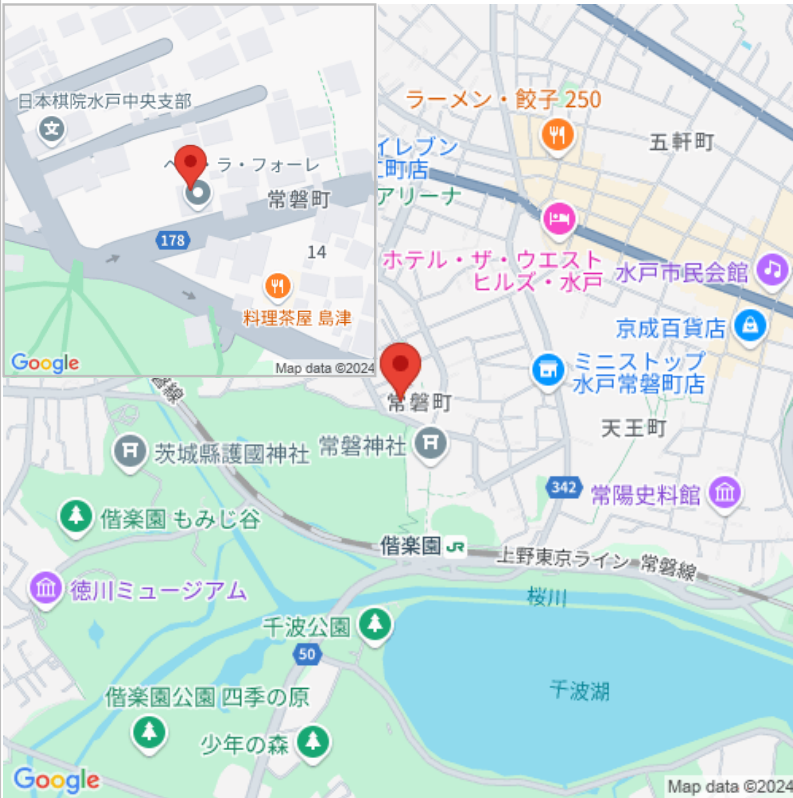 日本棋院水戸中央支部
ラ・フォーレ
常磐町
178
14
料理茶屋 島津
Google
Map data ©2024
ラーメン・餃子 250
五軒町
イレブン
町店
アリーナ
ホテル・ザ・ウエスト
ヒルズ・水戸
水戸市民会館
京成百貨店
ミニストップ
水戸常磐町店
常磐町
天王町
茨城縣護國神社
常磐神社
342
常陽史料館
偕楽園 もみじ谷
偕楽園
JR
上野東京ライン 常磐線
徳川ミュージアム
桜川
千波公園
50
千波湖
偕楽園公園 四季の原
少年の森
Google
Map data ©2024